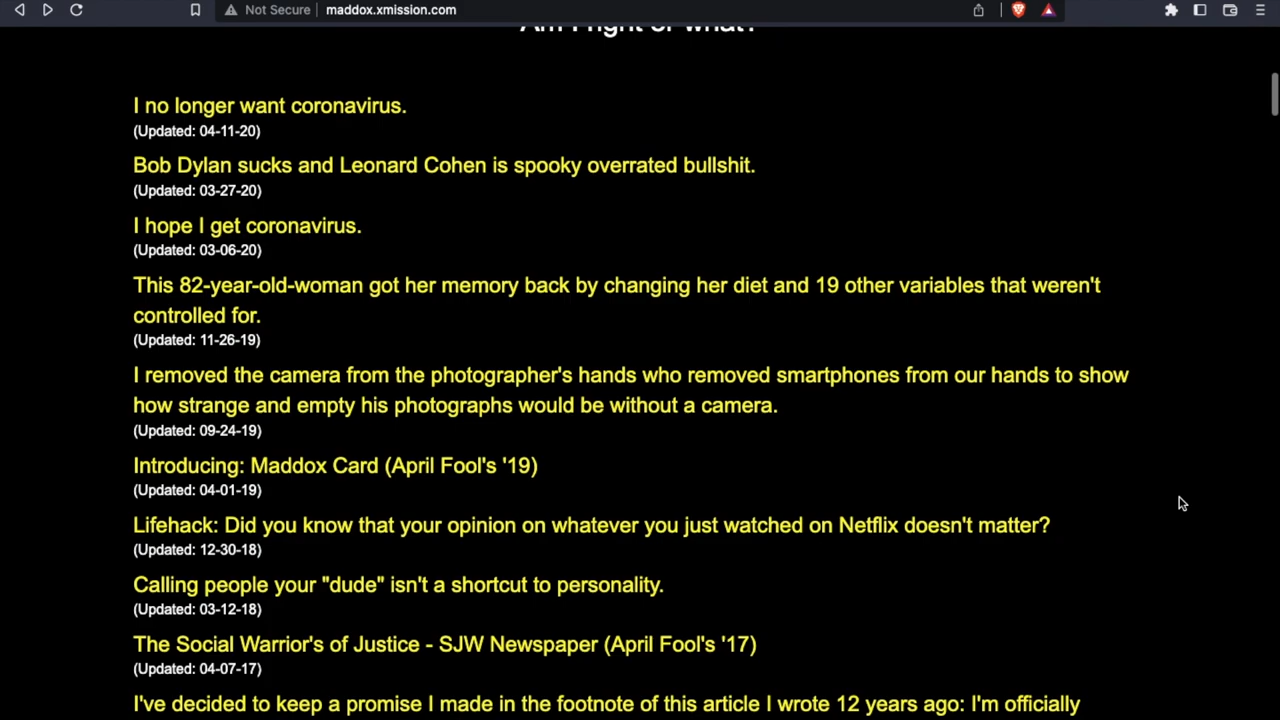 Not Secure
maddox.xmission.com
Am I right or what?
I no longer want coronavirus.
(Updated: 04-11-20)
Bob Dylan sucks and Leonard Cohen is spooky overrated bullshit.
(Updated: 03-27-20)
I hope I get coronavirus.
(Updated: 03-06-20)
This 82-year-old-woman got her memory back by changing her diet and 19 other variables that weren't
controlled for.
(Updated: 11-26-19)
I removed the camera from the photographer's hands who removed smartphones from our hands to show
how strange and empty his photographs would be without a camera.
(Updated: 09-24-19)
Introducing: Maddox Card (April Fool's '19)
(Updated: 04-01-19)
Lifehack: Did you know that your opinion on whatever you just watched on Netflix doesn't matter?
(Updated: 12-30-18)
Calling people your "dude" isn't a shortcut to personality.
(Updated: 03-12-18)
The Social Warrior's of Justice - SJW Newspaper (April Fool's '17)
(Updated: 04-07-17)
I've decided to keep a promise I made in the footnote of this article I wrote 12 years ago: I'm officially